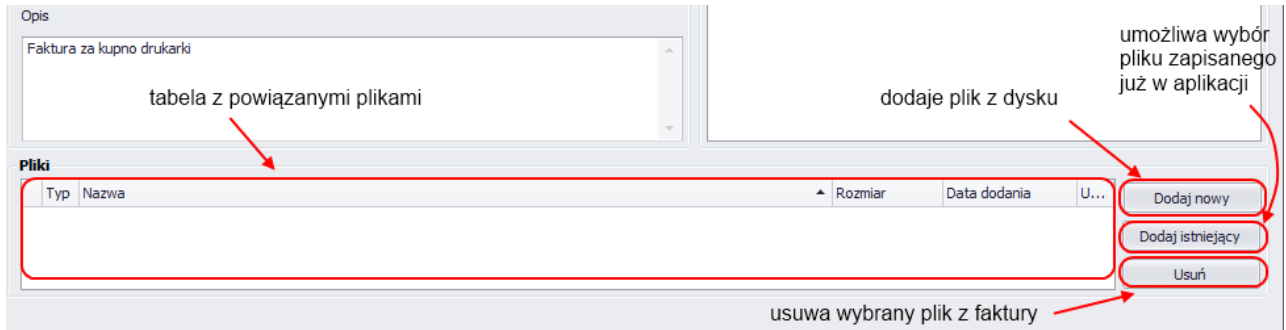 Opis
Faktura za kupno drukarki
umożliwa wybór
pliku zapisanego
już w aplikacji
tabela z powiązanymi plikami
dodaje plik z dysku
Pliki
Typ Nazwa Rozmiar Data dodania U...
Dodaj nowy
Dodaj istniejący
Usuń
usuwa wybrany plik z faktury